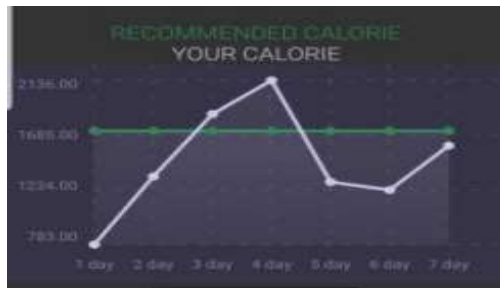 RECOMMENDED CALORIE
YOUR CALORIE
2136.00
1685.00
1234.00
783.00
1 day 2 day 3 day 4 day 5 day 6 day 7 day